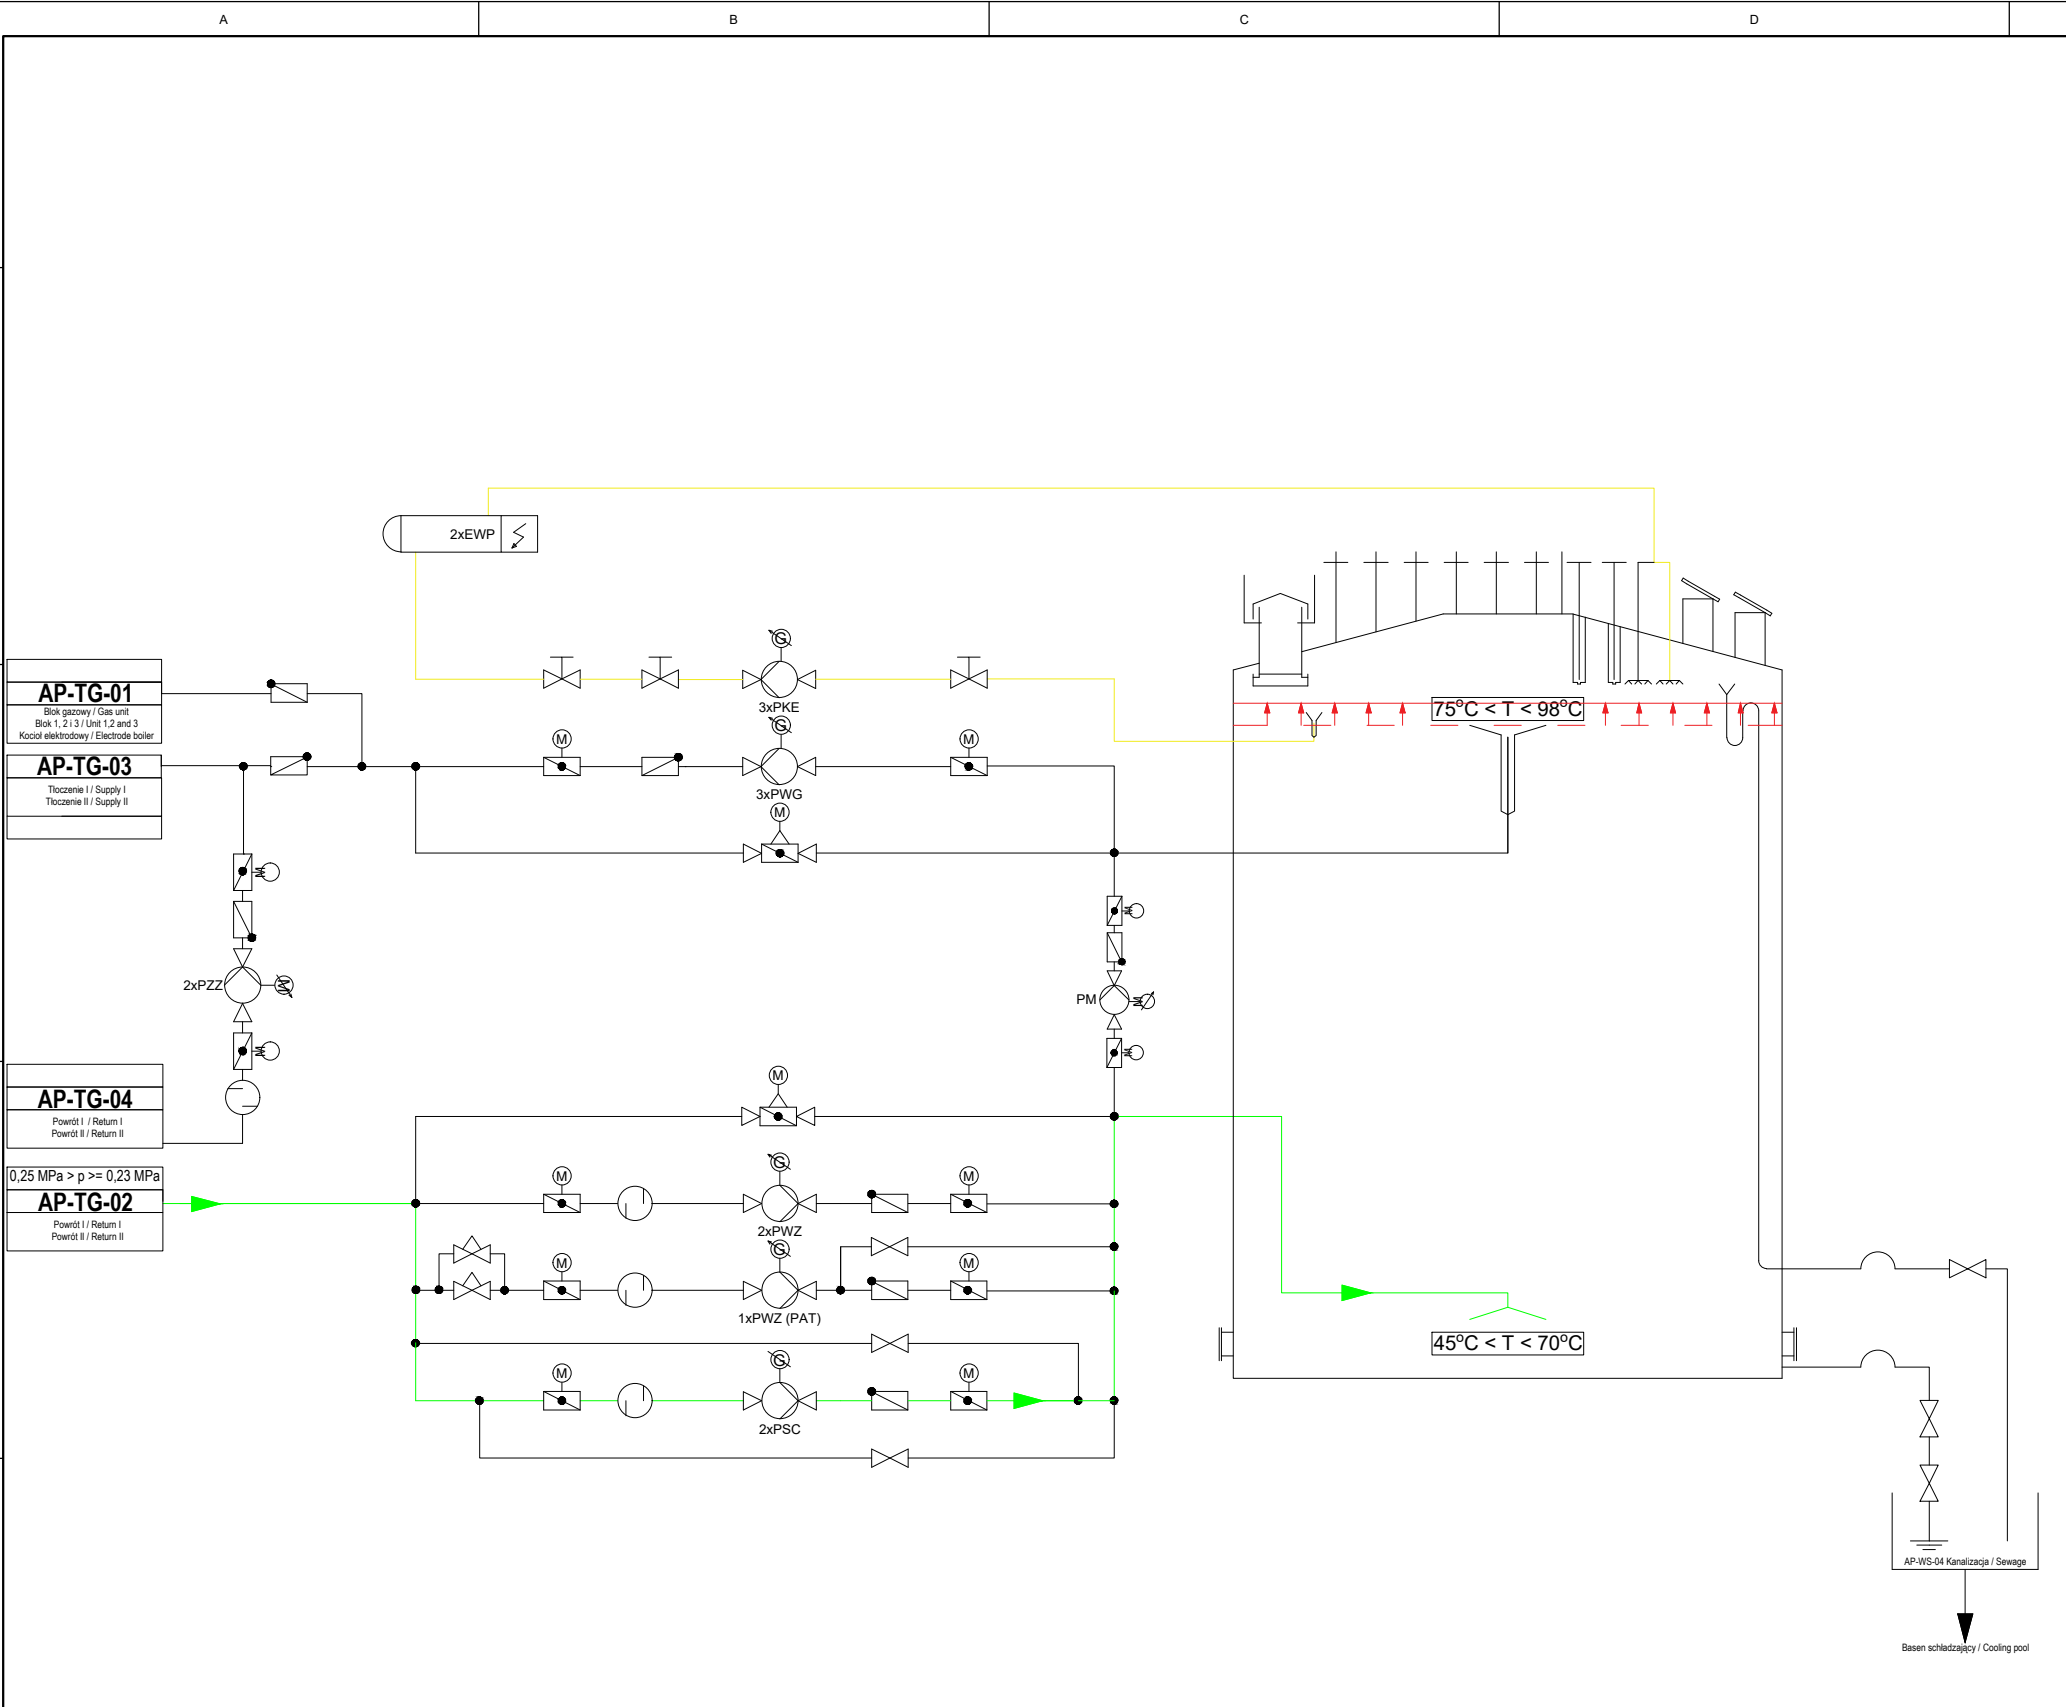 A
B
C
D
2xEWP
G
3xPKE
AP-TG-01
Blok gazowy / Gas unit
Blok 1, 2 i 3 / Unit 1,2 and 3
Kocioł elektrodowy / Electrode boiler
75°C < T < 98°C
M
G
M
3xPWG
AP-TG-03
Tłoczenie I / Supply I
Tłoczenie II / Supply II
M
M
M
2xPZZ
M
PM
M
M
M
AP-TG-04
Powrót I / Return I
Powrót II / Return II
M
0,25 MPa > p >= 0,23 MPa
AP-TG-02
Powrót I / Return I
Powrót II / Return II
M
G
M
2xPWZ
M
G
M
1xPWZ (PAT)
45°C < T < 70°C
M
G
M
2xPSC
AP-WS-04 Kanalizacja / Sewage
Basen schładzający / Cooling pool